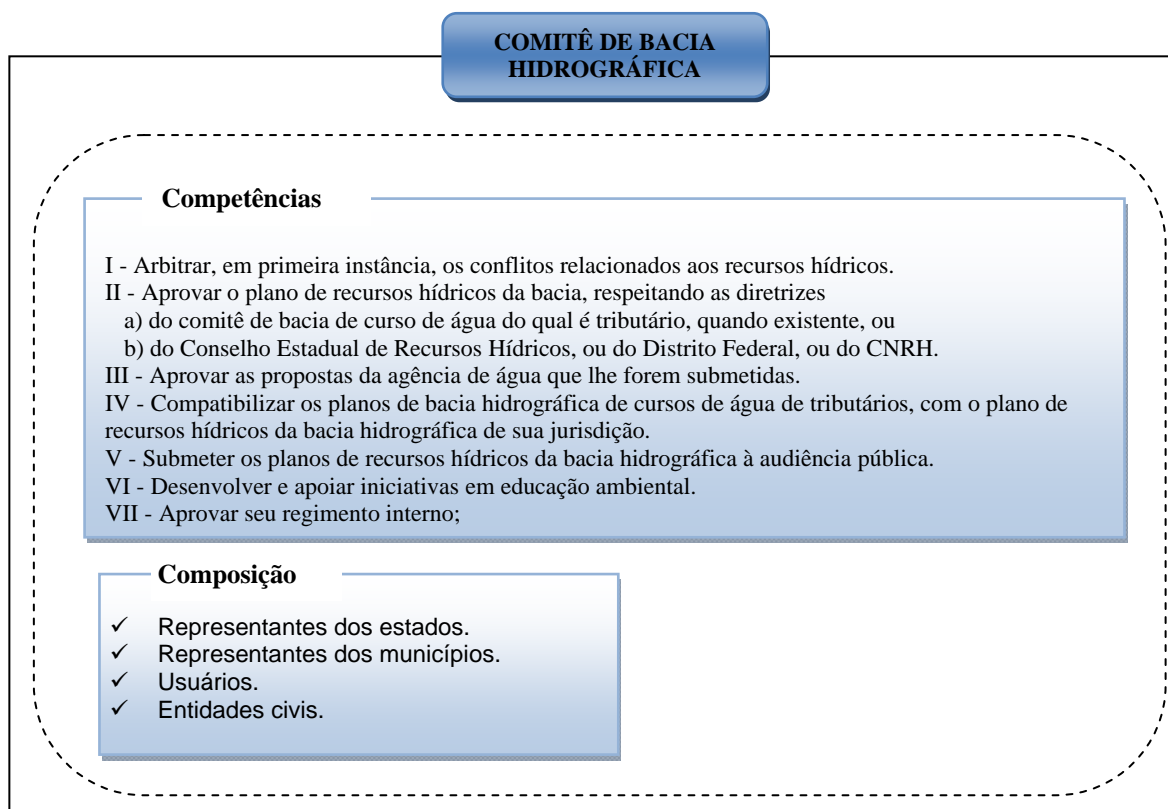 COMITÊ DE BACIA
HIDROGRÁFICA
Competências
I - Arbitrar, em primeira instância, os conflitos relacionados aos recursos hídricos.
II - Aprovar o plano de recursos hídricos da bacia, respeitando as diretrizes
a) do comitê de bacia de curso de água do qual é tributário, quando existente, ou
b) do Conselho Estadual de Recursos Hídricos, ou do Distrito Federal, ou do CNRH.
III - Aprovar as propostas da agência de água que lhe forem submetidas.
IV - Compatibilizar os planos de bacia hidrográfica de cursos de água de tributários, com o plano de
recursos hídricos da bacia hidrográfica de sua jurisdição.
V - Submeter os planos de recursos hídricos da bacia hidrográfica à audiência pública.
VI - Desenvolver e apoiar iniciativas em educação ambiental.
VII - Aprovar seu regimento interno;
Composição
✓ Representantes dos estados.
✓ Representantes dos municípios.
✓ Usuários.
✓ Entidades civis.